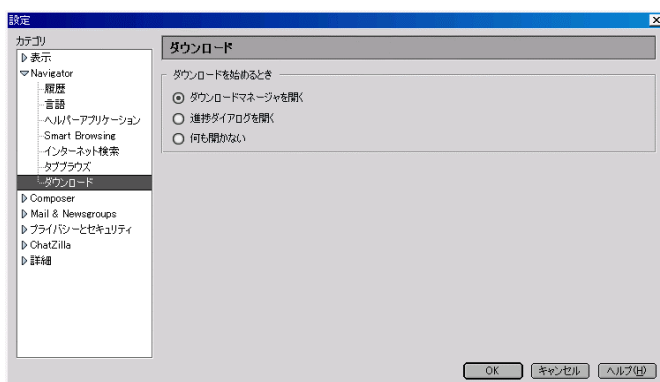 設定
カテゴリ
表示
Navigator
履歴
言語
ヘルパーアプリケーション
Smart Browsing
インターネット検索
タブブラウズ
ダウンロード
Composer
Mail & Newsgroups
プライバシーとセキュリティ
ChatZilla
詳細
ダウンロード
ダウンロードを始めるとき
ダウンロードマネージャを開く
進捗ダイアログを開く
何も開かない
OK キャンセル ヘルプ(H)